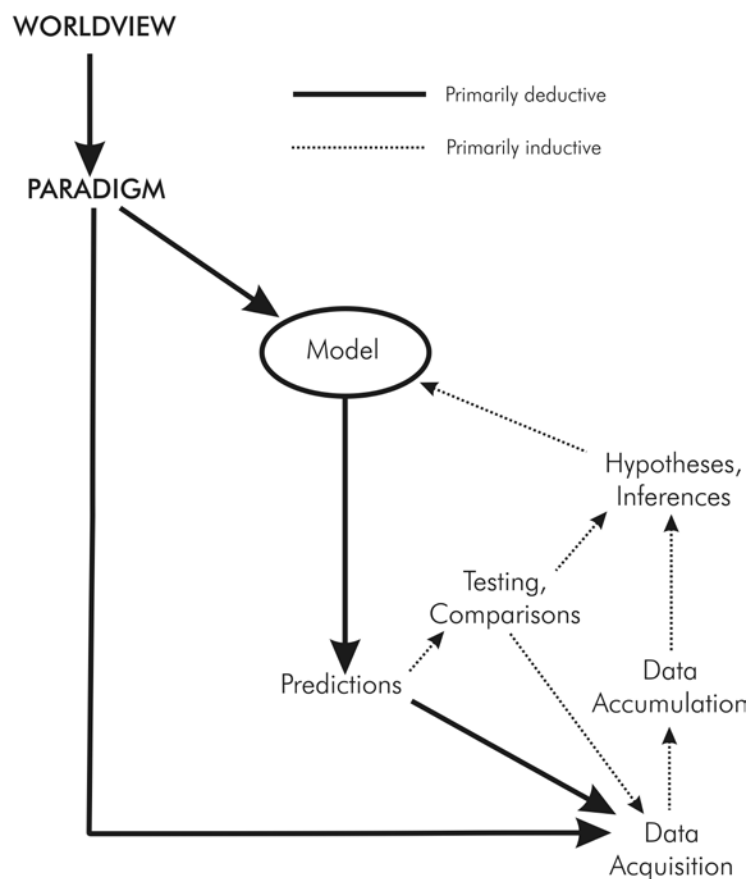 WORLDVIEW
Primarily deductive
Primarily inductive
PARADIGM
Model
Hypotheses,
Inferences
Testing,
Comparisons
Predictions
Data
Accumulation
Data
Acquisition